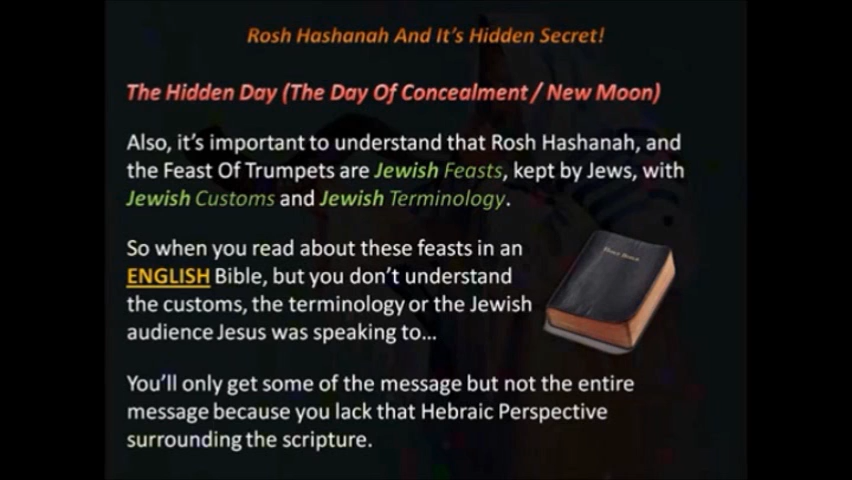 Rosh Hashanah And It's Hidden Secret!
The Hidden Day (The Day Of Concealment / New Moon)
Also, it's important to understand that Rosh Hashanah, and
the Feast Of Trumpets are Jewish Feasts, kept by Jews, with
Jewish Customs and Jewish Terminology.
So when you read about these feasts in an
ENGLISH Bible, but you don't understand
the customs, the terminology or the Jewish
audience Jesus was speaking to...
HOLY BIBLE
You'll only get some of the message but not the entire
message because you lack that Hebraic Perspective
surrounding the scripture.